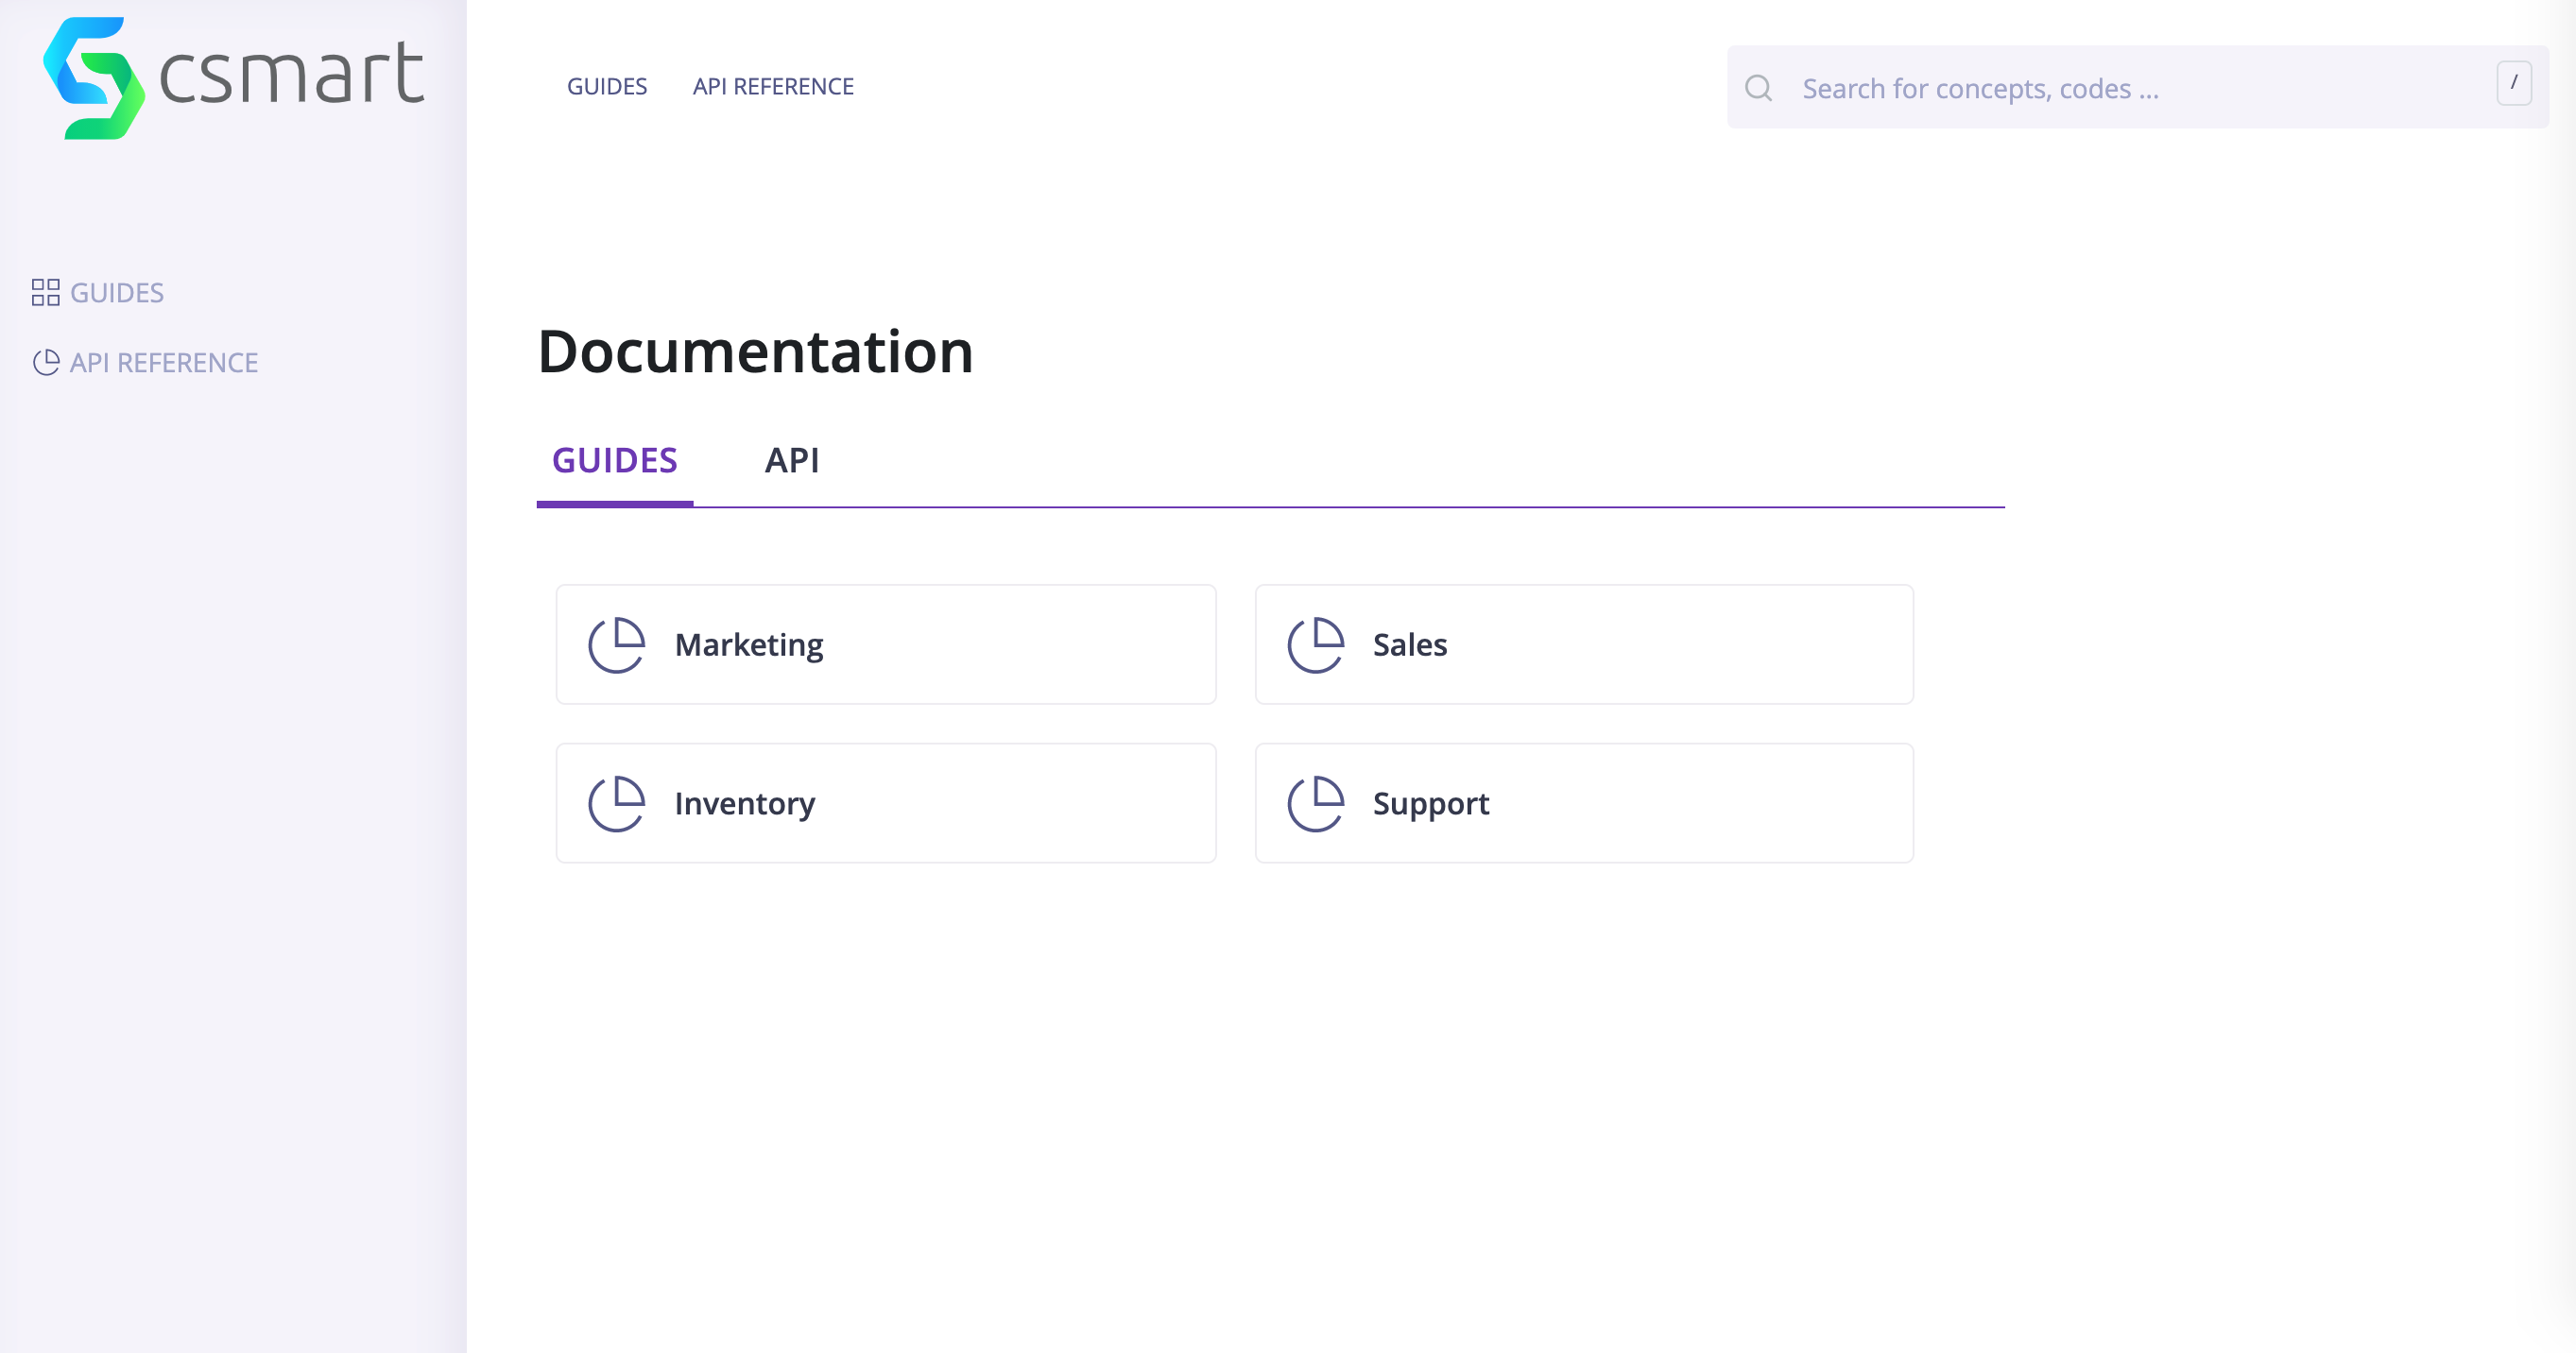 csmart
GUIDES
API REFERENCE
GUIDES API REFERENCE
Search for concepts, codes ...
/
Documentation
GUIDES API
Marketing
Sales
Inventory
Support